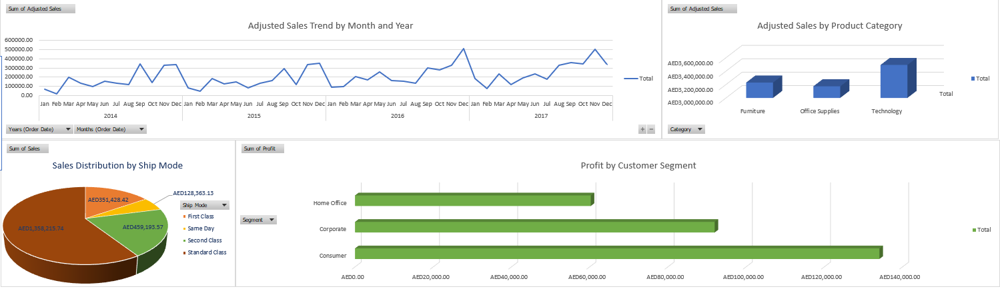 Sum of Adjusted Sales
Adjusted Sales Trend by Month and Year
600000.00
500000.00
400000.00
300000.00
200000.00
100000.00
0.00
Total
Jan Feb Mar Apr May Jun Jul Aug Sep Oct Nov Dec Jan Feb Mar Apr May Jun Jul Aug Sep Oct Nov Dec Jan Feb Mar Apr May Jun Jul Aug Sep Oct Nov Dec Jan Feb Mar Apr May Jun Jul Aug Sep Oct Nov Dec
2014 2015 2016 2017
Years (Order Date) Months (Order Date)
+ −
Sum of Adjusted Sales
Adjusted Sales by Product Category
AED3,600,000.00
AED3,400,000.00
AED3,200,000.00
AED3,000,000.00
Total
Total
Furniture Office Supplies Technology
Category
Sum of Sales
Sales Distribution by Ship Mode
AED351,428.42
AED128,363.13
AED459,193.57
AED1,358,215.74
Ship Mode
First Class
Same Day
Second Class
Standard Class
Sum of Profit
Profit by Customer Segment
Home Office
Corporate
Consumer
Segment
Total
AED0.00 AED20,000.00 AED40,000.00 AED60,000.00 AED80,000.00 AED100,000.00 AED120,000.00 AED140,000.00